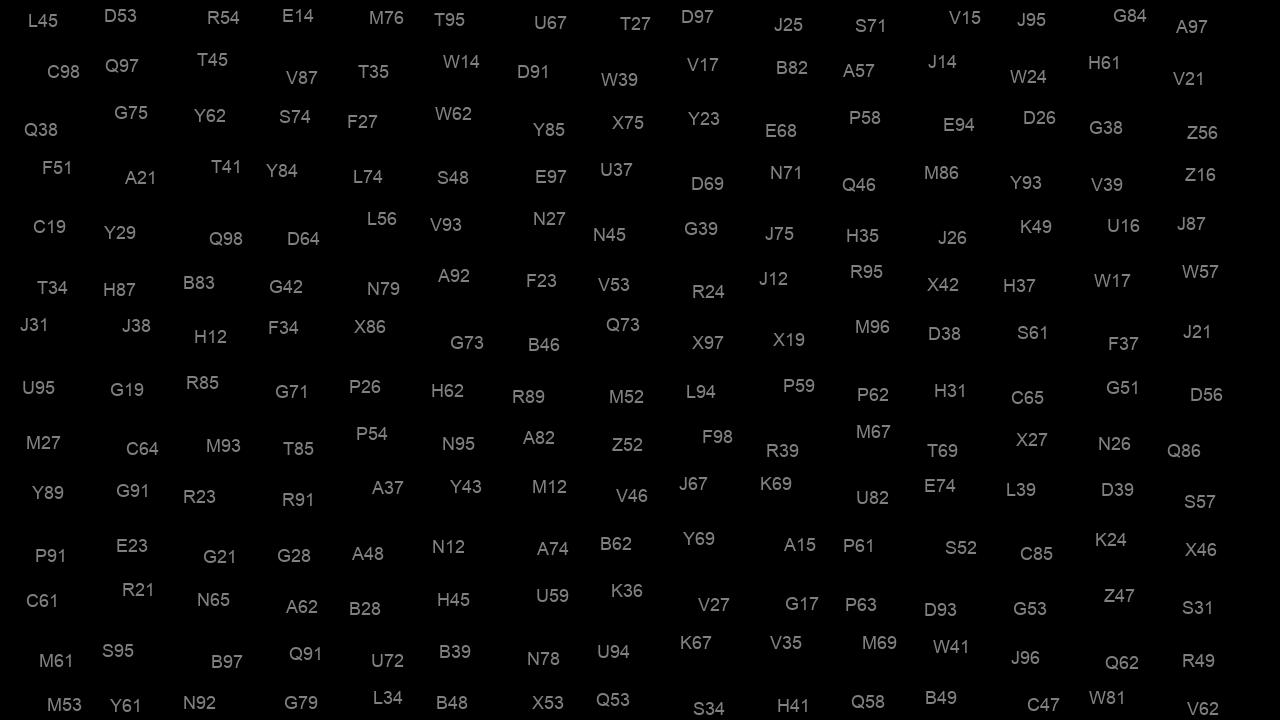 L45 D53 R54 E14 M76 T95 U67 T27 D97 J25 S71 V15 J95 G84 A97
C98 Q97 T45 V87 T35 W14 D91 W39 V17 B82 A57 J14 W24 H61 V21
Q38 G75 Y62 S74 F27 W62 Y85 X75 Y23 E68 P58 E94 D26 G38 Z56
F51 A21 T41 Y84 L74 S48 E97 U37 D69 N71 Q46 M86 Y93 V39 Z16
C19 Y29 Q98 D64 L56 V93 N27 N45 G39 J75 H35 J26 K49 U16 J87
T34 H87 B83 G42 N79 A92 F23 V53 R24 J12 R95 X42 H37 W17 W57
J31 J38 H12 F34 X86 G73 B46 Q73 X97 X19 M96 D38 S61 F37 J21
U95 G19 R85 G71 P26 H62 R89 M52 L94 P59 P62 H31 C65 G51 D56
M27 C64 M93 T85 P54 N95 A82 Z52 F98 R39 M67 T69 X27 N26 Q86
Y89 G91 R23 R91 A37 Y43 M12 V46 J67 K69 U82 E74 L39 D39 S57
P91 E23 G21 G28 A48 N12 A74 B62 Y69 A15 P61 S52 C85 K24 X46
C61 R21 N65 A62 B28 H45 U59 K36 V27 G17 P63 D93 G53 Z47 S31
M61 S95 B97 Q91 U72 B39 N78 U94 K67 V35 M69 W41 J96 Q62 R49
M53 Y61 N92 G79 L34 B48 X53 Q53 S34 H41 Q58 B49 C47 W81 V62